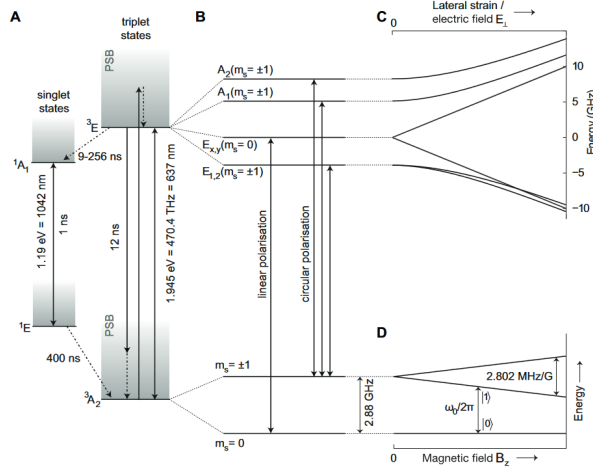 A
triplet
states
PSB
singlet
states
³E
9-256 ns
¹A₁
1.19 eV = 1042 nm
1 ns
12 ns
1.945 eV = 470.4 THz = 637 nm
¹E
400 ns
PSB
³A₂
B
A₂(mₛ = ±1)
A₁(mₛ = ±1)
Eₓ,ᵧ(mₛ = 0)
E₁,₂(mₛ = ±1)
linear polarisation
circular polarisation
mₛ = ±1
2.88 GHz
mₛ = 0
C
Lateral strain /
electric field E⊥
0
10
5
0
−5
−10
Energy (GHz)
D
2.802 MHz/G
ω₀/2π
|1⟩
|0⟩
Energy
0
Magnetic field B_z